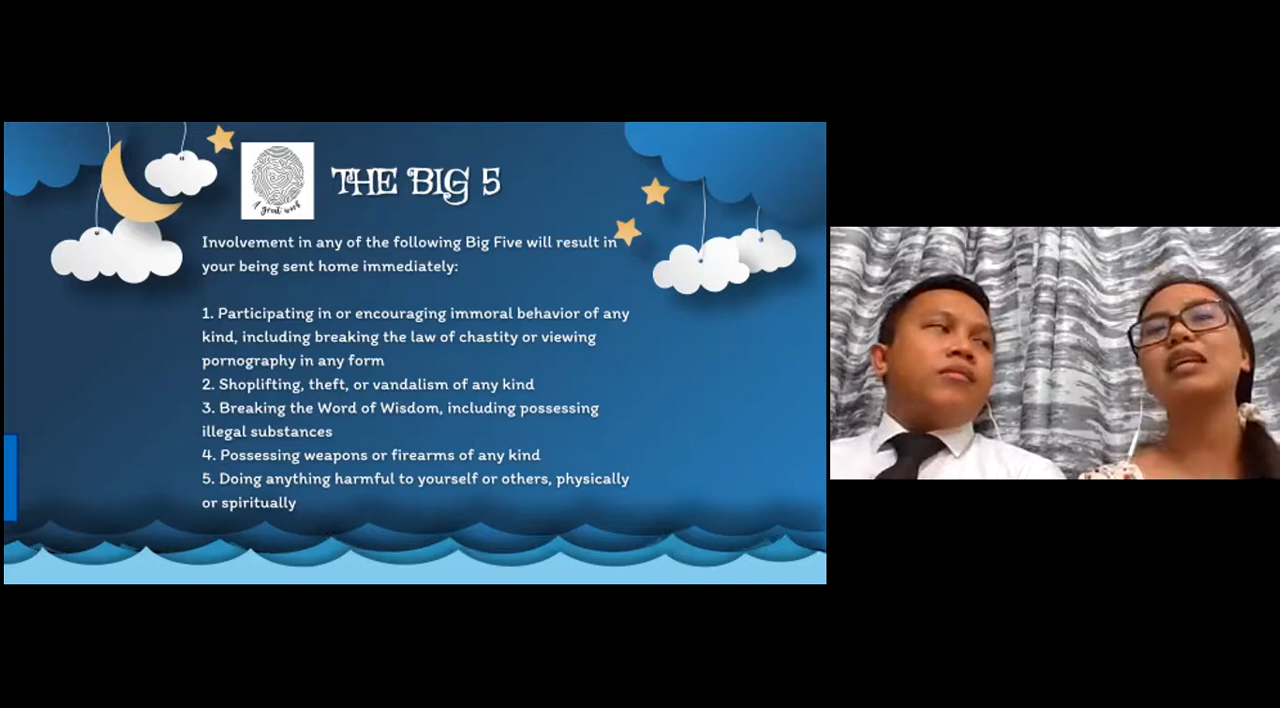 A great work
THE BIG 5
Involvement in any of the following Big Five will result in
your being sent home immediately:
1. Participating in or encouraging immoral behavior of any
kind, including breaking the law of chastity or viewing
pornography in any form
2. Shoplifting, theft, or vandalism of any kind
3. Breaking the Word of Wisdom, including possessing
illegal substances
4. Possessing weapons or firearms of any kind
5. Doing anything harmful to yourself or others, physically
or spiritually